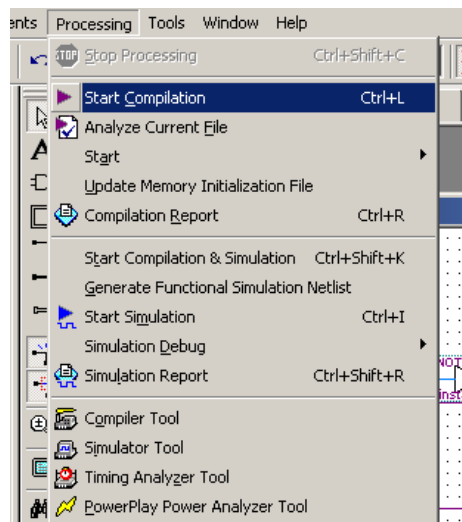 ents Processing Tools Window Help
STOP Stop Processing Ctrl+Shift+C
Start Compilation Ctrl+L
Analyze Current File
Start
Update Memory Initialization File
Compilation Report Ctrl+R
Start Compilation & Simulation Ctrl+Shift+K
Generate Functional Simulation Netlist
Start Simulation Ctrl+I
Simulation Debug
NOT
Simulation Report Ctrl+Shift+R
inst
Compiler Tool
Simulator Tool
Timing Analyzer Tool
PowerPlay Power Analyzer Tool